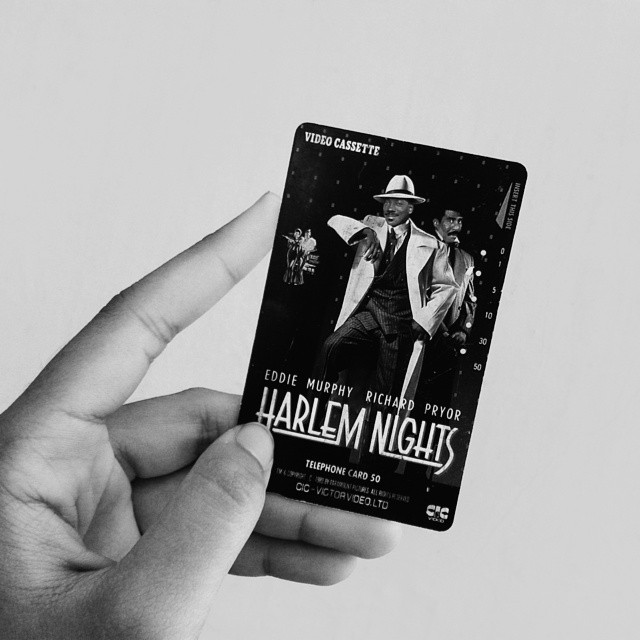 VIDEO CASSETTE
INSERT THIS SIDE
0
1
5
10
30
50
EDDIE MURPHY RICHARD PRYOR
HARLEM NIGHTS
TELEPHONE CARD 50
CIC-VICTOR VIDEO.LTD
CIC
VIDEO